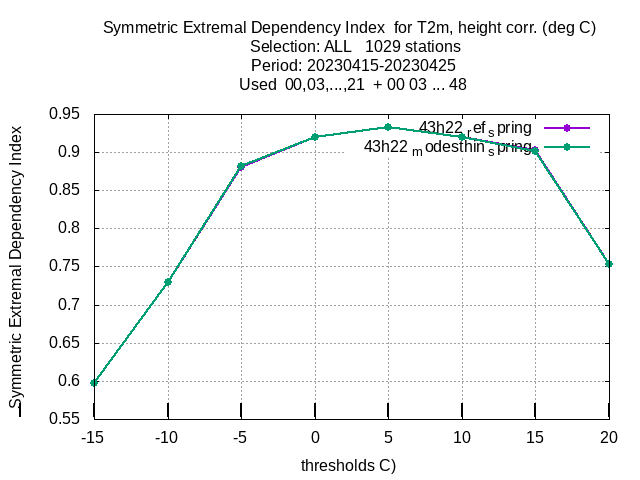 Symmetric Extremal Dependency Index  for T2m, height corr. (deg C)
Selection: ALL   1029 stations
Period: 20230415-20230425
Used  00,03,...,21  + 00 03 ... 48
Symmetric Extremal Dependency Index
0.95
0.9
0.85
0.8
0.75
0.7
0.65
0.6
0.55
43h22_ref_spring
43h22_modesthin_spring
-15 -10 -5 0 5 10 15 20
thresholds C)